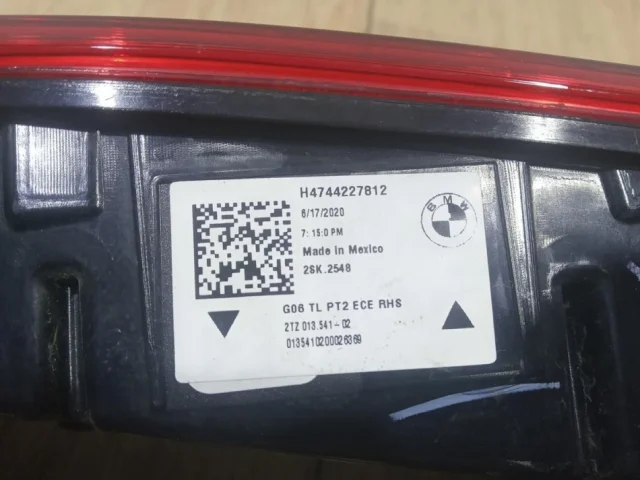 H4744227812
6/17/2020
7:15:0 PM
Made in Mexico
2SK.2548
BMW
G06 TL PT2 ECE RHS
2TZ 013.541-02
0135410200026369